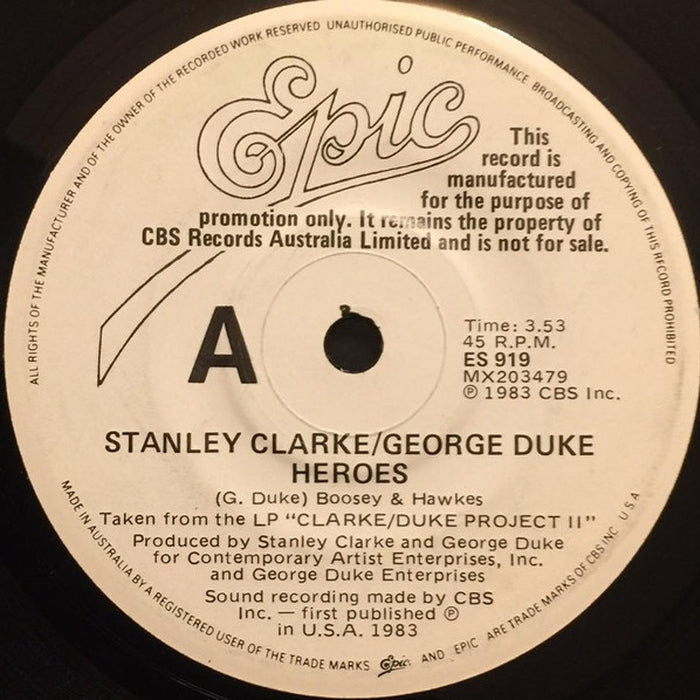 ALL RIGHTS OF THE MANUFACTURER AND OF THE OWNER OF THE RECORDED WORK RESERVED UNAUTHORISED PUBLIC PERFORMANCE BROADCASTING AND COPYING OF THIS RECORD PROHIBITED
Epic
This
record is
manufactured
for the purpose of
promotion only. It remains the property of
CBS Records Australia Limited and is not for sale.
A
Time: 3.53
45 R.P.M.
ES 919
MX203479
℗ 1983 CBS Inc.
STANLEY CLARKE/GEORGE DUKE
HEROES
(G. Duke) Boosey & Hawkes
Taken from the LP "CLARKE/DUKE PROJECT II"
Produced by Stanley Clarke and George Duke
for Contemporary Artist Enterprises, Inc.
and George Duke Enterprises
Sound recording made by CBS
Inc. — first published ℗
in U.S.A. 1983
MADE IN AUSTRALIA BY A REGISTERED USER OF THE TRADE MARKS Epic AND EPIC ARE TRADE MARKS OF CBS INC. U S A